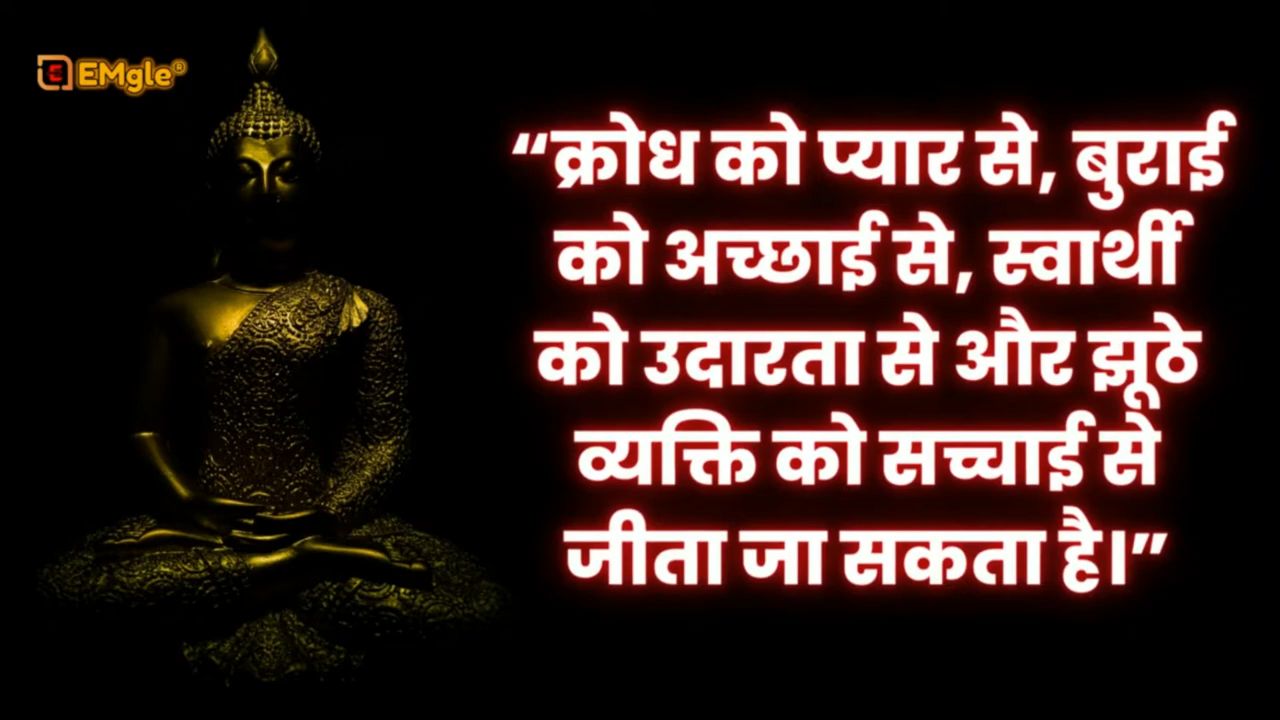 EMgle®
“क्रोध को प्यार से, बुराई
को अच्छाई से, स्वार्थी
को उदारता से और झूठे
व्यक्ति को सच्चाई से
जीता जा सकता है।”